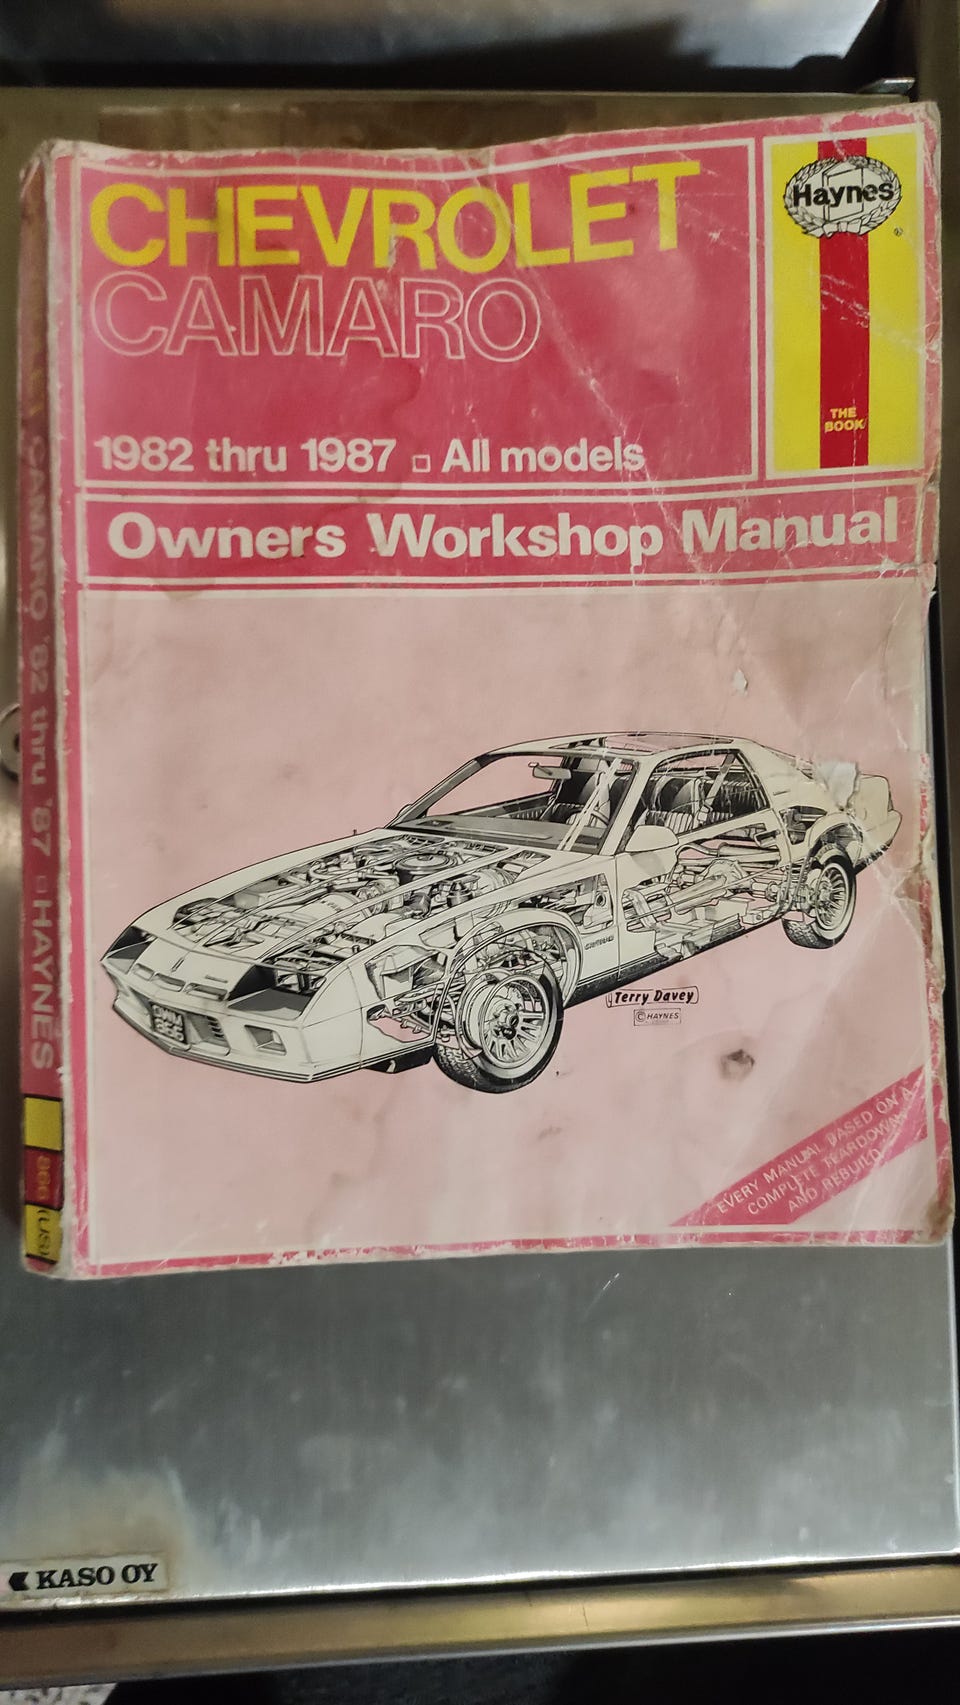 CHEVROLET
CAMARO
1982 thru 1987 □ All models
Haynes
®
THE
BOOK
Owners Workshop Manual
Terry Davey
© HAYNES
EVERY MANUAL BASED ON A
COMPLETE TEARDOWN
AND REBUILD
CAMARO '82 thru '87 □ HAYNES
866 (US)
KASO OY